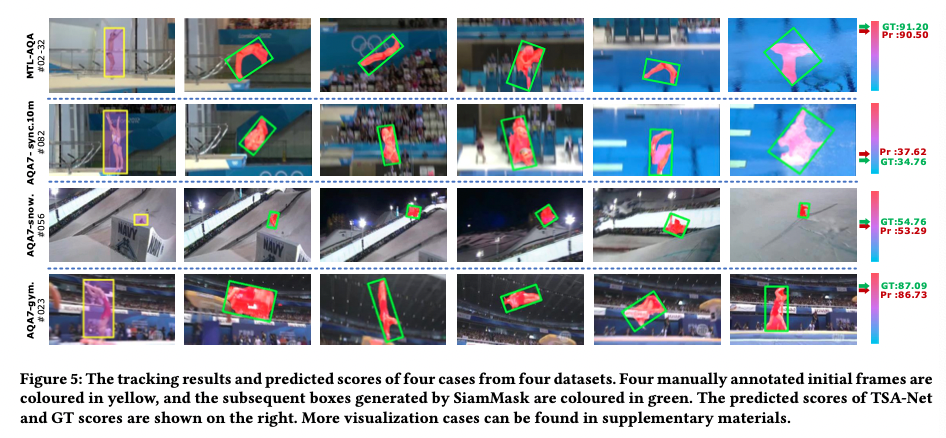 MTL-AQA
#02-32
GT:91.20
Pr :90.50
AQA7- sync.10m
#082
Pr :37.62
GT:34.76
AQA7-snow.
#056
NAVY
NAVY
GT:54.76
Pr :53.29
AQA7-gym.
#023
GT:87.09
Pr :86.73
Figure 5: The tracking results and predicted scores of four cases from four datasets. Four manually annotated initial frames are
coloured in yellow, and the subsequent boxes generated by SiamMask are coloured in green. The predicted scores of TSA-Net
and GT scores are shown on the right. More visualization cases can be found in supplementary materials.